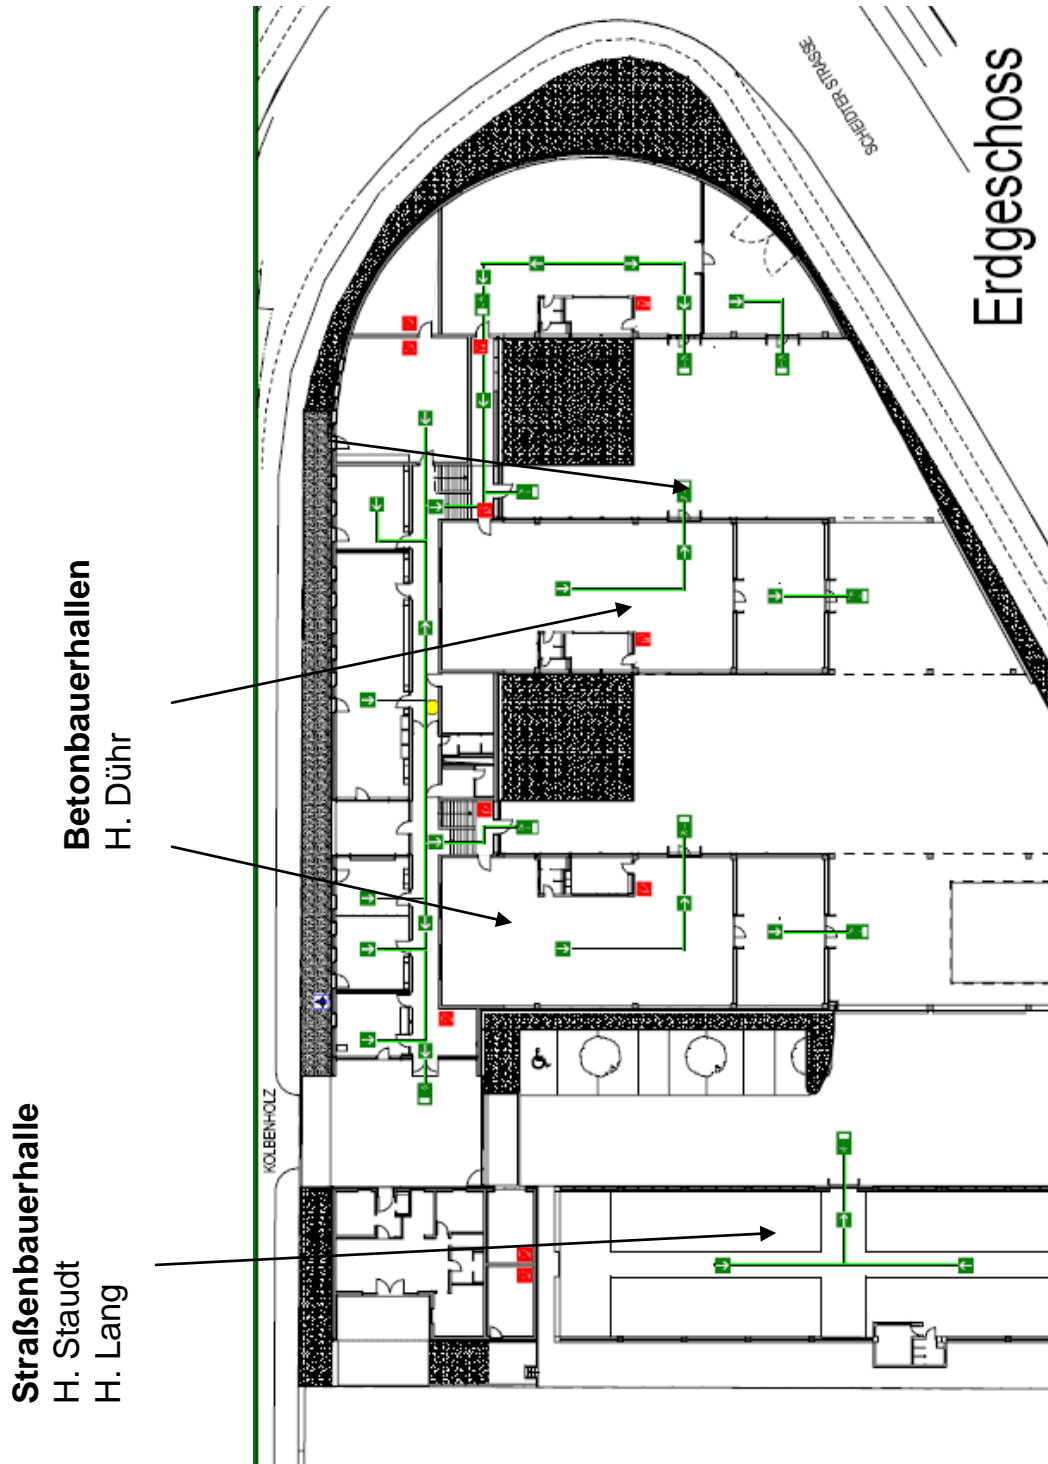 Erdgeschoss
SCHEIDTER STRASSE
Betonbauerhallen
H. Dühr
KOLBENHOLZ
Straßenbauerhalle
H. Staudt
H. Lang